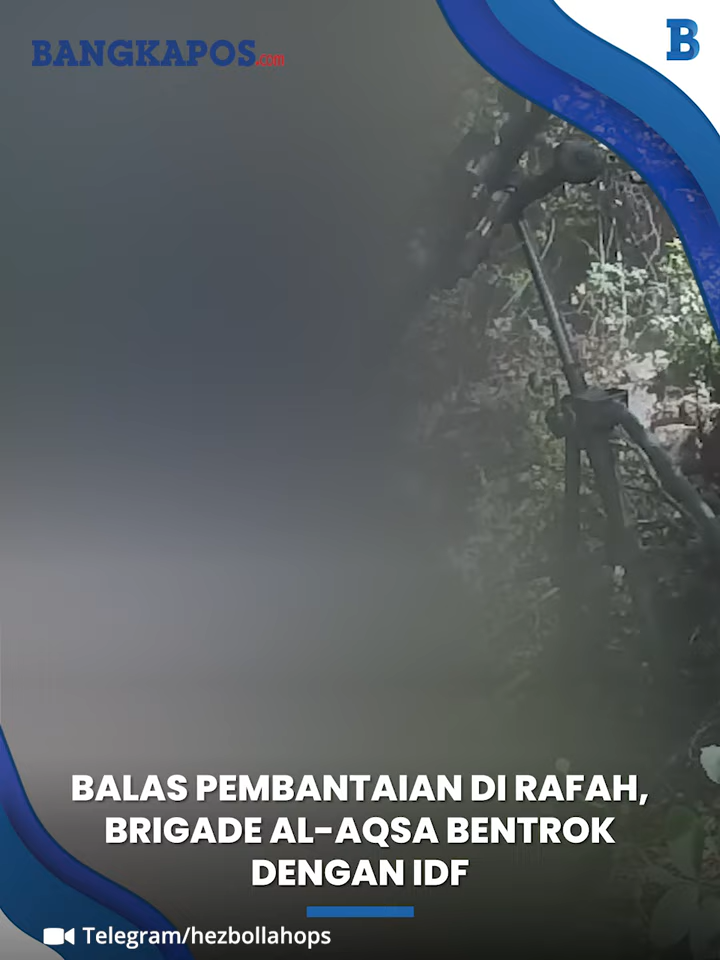 BANGKAPOS.com
B
BALAS PEMBANTAIAN DI RAFAH,
BRIGADE AL-AQSA BENTROK
DENGAN IDF
Telegram/hezbollahops